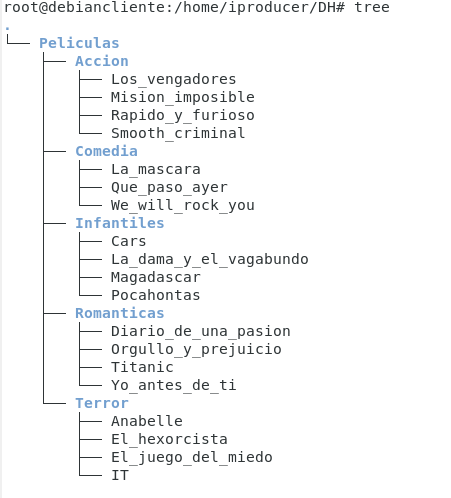 root@debiancliente:/home/iproducer/DH# tree
.
└── Peliculas
    ├── Accion
    │   ├── Los_vengadores
    │   ├── Mision_imposible
    │   ├── Rapido_y_furioso
    │   └── Smooth_criminal
    ├── Comedia
    │   ├── La_mascara
    │   ├── Que_paso_ayer
    │   └── We_will_rock_you
    ├── Infantiles
    │   ├── Cars
    │   ├── La_dama_y_el_vagabundo
    │   ├── Magadascar
    │   └── Pocahontas
    ├── Romanticas
    │   ├── Diario_de_una_pasion
    │   ├── Orgullo_y_prejuicio
    │   ├── Titanic
    │   └── Yo_antes_de_ti
    └── Terror
        ├── Anabelle
        ├── El_hexorcista
        ├── El_juego_del_miedo
        └── IT